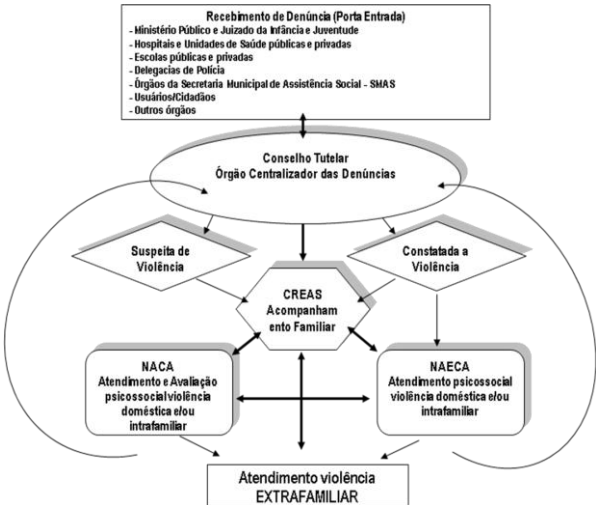 Recebimento de Denúncia (Porta Entrada)
- Ministério Público e Juizado da Infância e Juventude
- Hospitais e Unidades de Saúde públicas e privadas
- Escolas públicas e privadas
- Delegacias de Polícia
- Órgãos da Secretaria Municipal de Assistência Social - SMAS
- Usuários/Cidadãos
- Outros órgãos
Conselho Tutelar
Órgão Centralizador das Denúncias
Suspeita de
Violência
Constatada a
Violência
CREAS
Acompanham
ento Familiar
NACA
Atendimento e Avaliação
psicossocial violência
doméstica e/ou
intrafamiliar
NAECA
Atendimento psicossocial
violência doméstica e/ou
intrafamiliar
Atendimento violência
EXTRAFAMILIAR